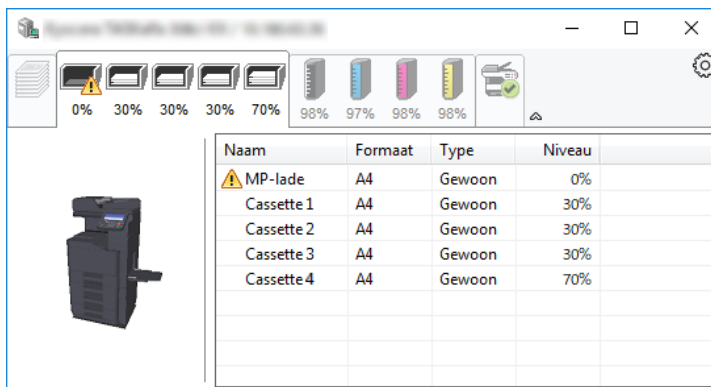 0% 30% 30% 30% 70% 98% 97% 98% 98%
Naam Formaat Type Niveau
MP-lade A4 Gewoon 0%
Cassette 1 A4 Gewoon 30%
Cassette 2 A4 Gewoon 30%
Cassette 3 A4 Gewoon 30%
Cassette 4 A4 Gewoon 70%